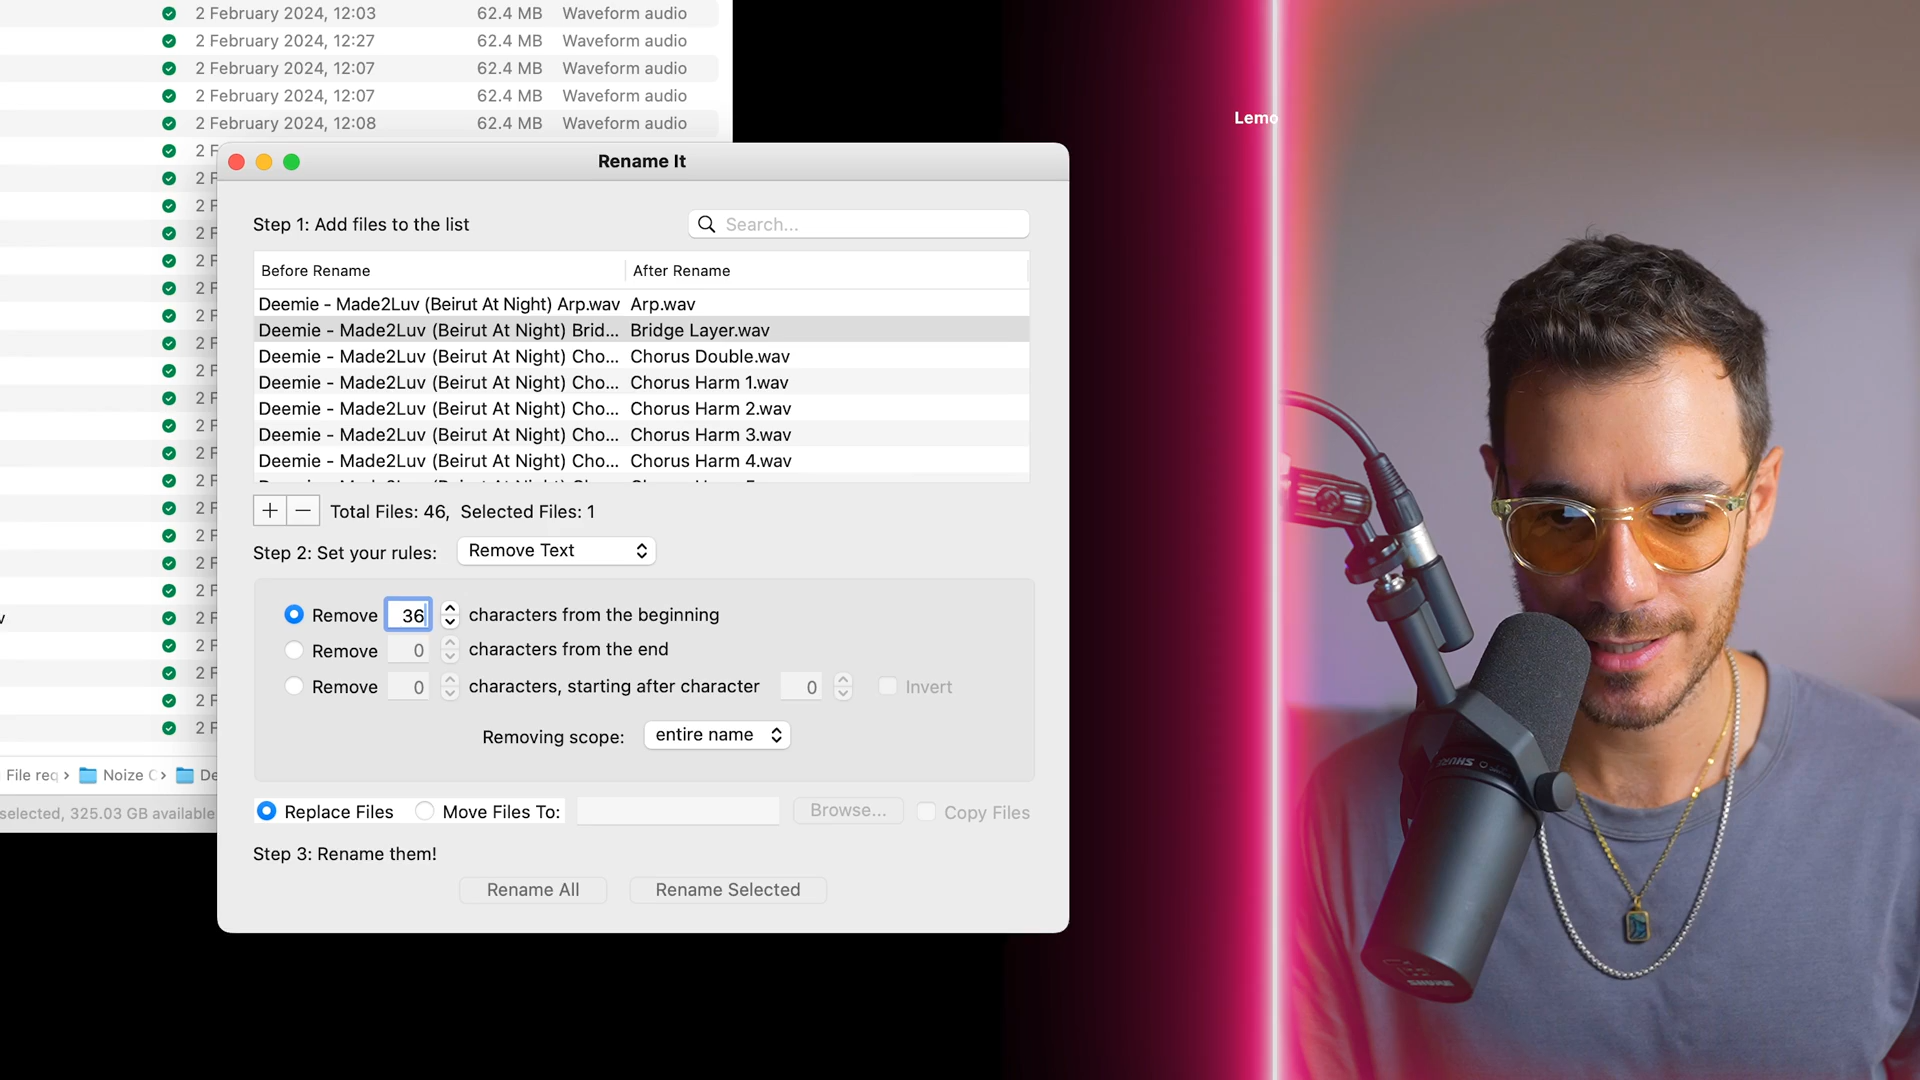 2 February 2024, 12:03 62.4 MB Waveform audio
2 February 2024, 12:27 62.4 MB Waveform audio
2 February 2024, 12:07 62.4 MB Waveform audio
2 February 2024, 12:07 62.4 MB Waveform audio
2 February 2024, 12:08 62.4 MB Waveform audio
Lemo
Rename It
Step 1: Add files to the list
Search...
Before Rename After Rename
Deemie - Made2Luv (Beirut At Night) Arp.wav Arp.wav
Deemie - Made2Luv (Beirut At Night) Brid... Bridge Layer.wav
Deemie - Made2Luv (Beirut At Night) Cho... Chorus Double.wav
Deemie - Made2Luv (Beirut At Night) Cho... Chorus Harm 1.wav
Deemie - Made2Luv (Beirut At Night) Cho... Chorus Harm 2.wav
Deemie - Made2Luv (Beirut At Night) Cho... Chorus Harm 3.wav
Deemie - Made2Luv (Beirut At Night) Cho... Chorus Harm 4.wav
Total Files: 46, Selected Files: 1
Step 2: Set your rules: Remove Text
Remove 36 characters from the beginning
Remove 0 characters from the end
Remove 0 characters, starting after character 0 Invert
Removing scope: entire name
File req › Noize C › De
selected, 325.03 GB available
Replace Files Move Files To: Browse... Copy Files
Step 3: Rename them!
Rename All Rename Selected
SHURE
SHURE